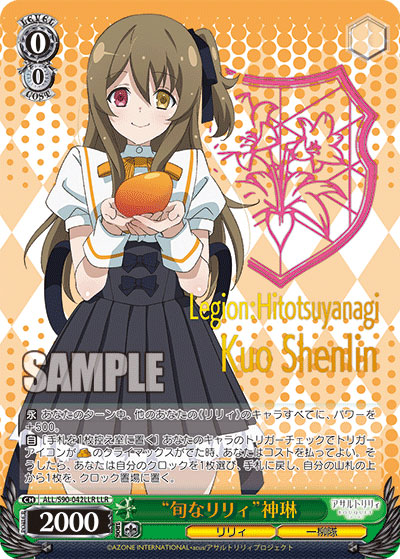 LEVEL
0
0
COST
Legion:Hitotsuyanagi
Kuo Shenlin
SAMPLE
永 あなたのターン中、他のあなたの《リリィ》のキャラすべてに、パワーを
+500。
自 [手札を1枚控え室に置く] あなたのキャラのトリガーチェックでトリガー
アイコンが のクライマックスがでた時、あなたはコストを払ってよい。そ
うしたら、あなたは自分のクロックを1枚選び、手札に戻し、自分の山札の上
から1枚を、クロック置場に置く。
CH ALL/S90-042LLR LLR
2000
“旬なリリィ”神琳
リリィ
一柳隊
アサルトリリィ
BOUQUET
©AZONE INTERNATIONAL・acus/アサルトリリィプロジェクト